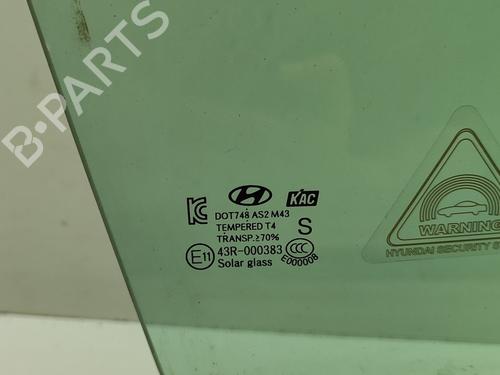 B-PARTS
KC
KAC
DOT748 AS2 M43
TEMPERED T4
S
TRANSP.≥70%
E11 43R-000383 CCC
E000008
Solar glass
WARNING
HYUNDAI SECURITY S